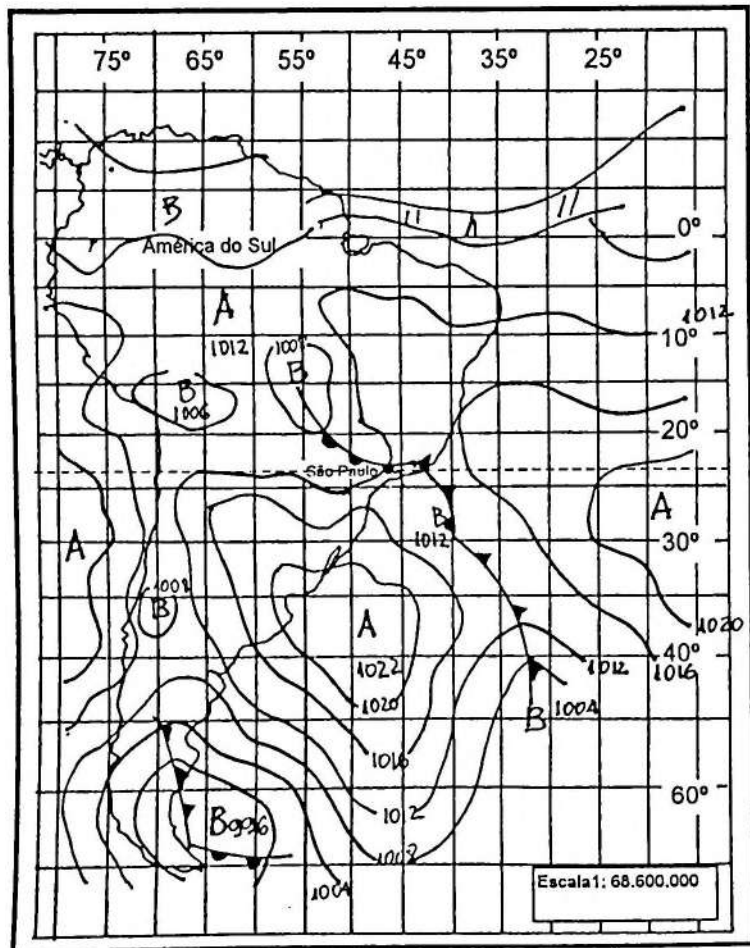 75º 65º 55º 45º 35º 25º
B
América do Sul
0º
A
1012
1012
10º
B
B
1006
20º
São Paulo
A
B
1012
A
30º
B
A
1022
1020
1020
40º
1012
1016
B
1004
1016
60º
B 996
1012
1008
1004
Escala1: 68.600.000